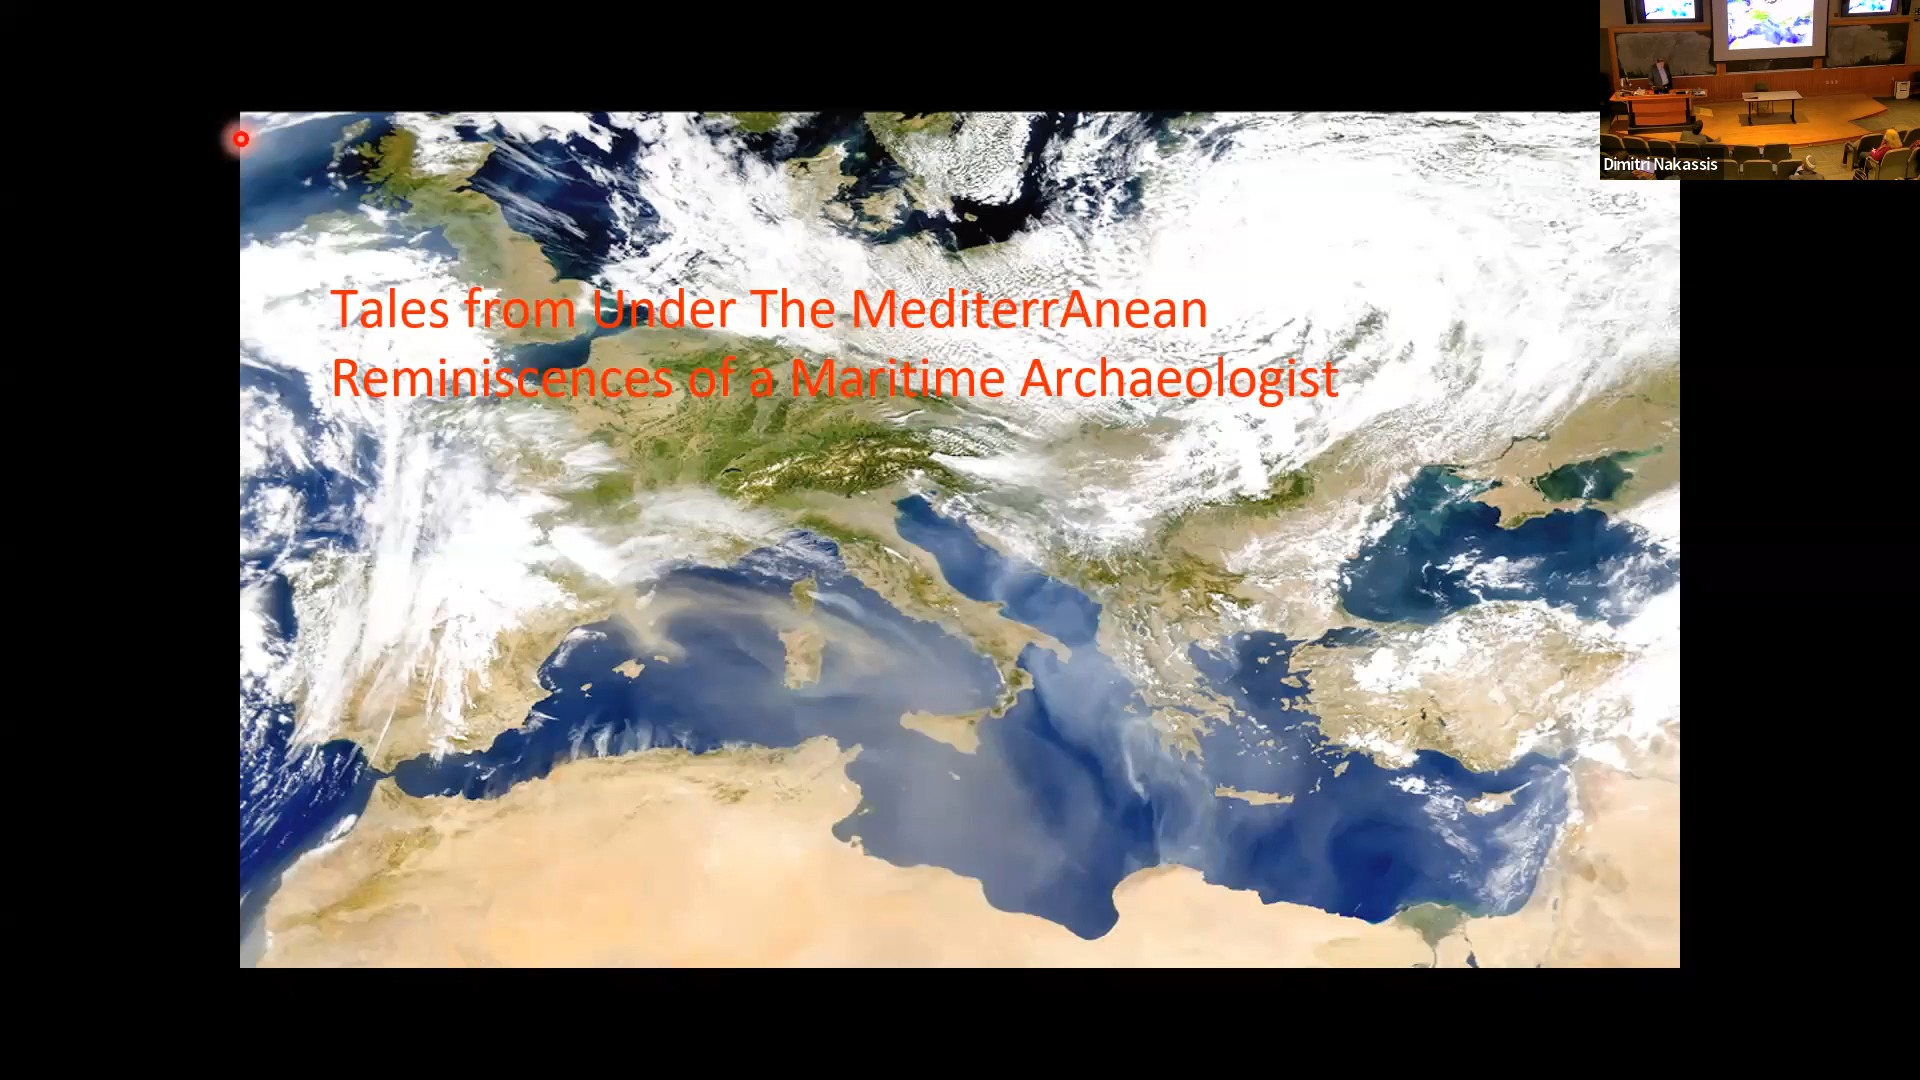 Tales from Under The MediterrAnean
Reminiscences of a Maritime Archaeologist
Dimitri Nakassis